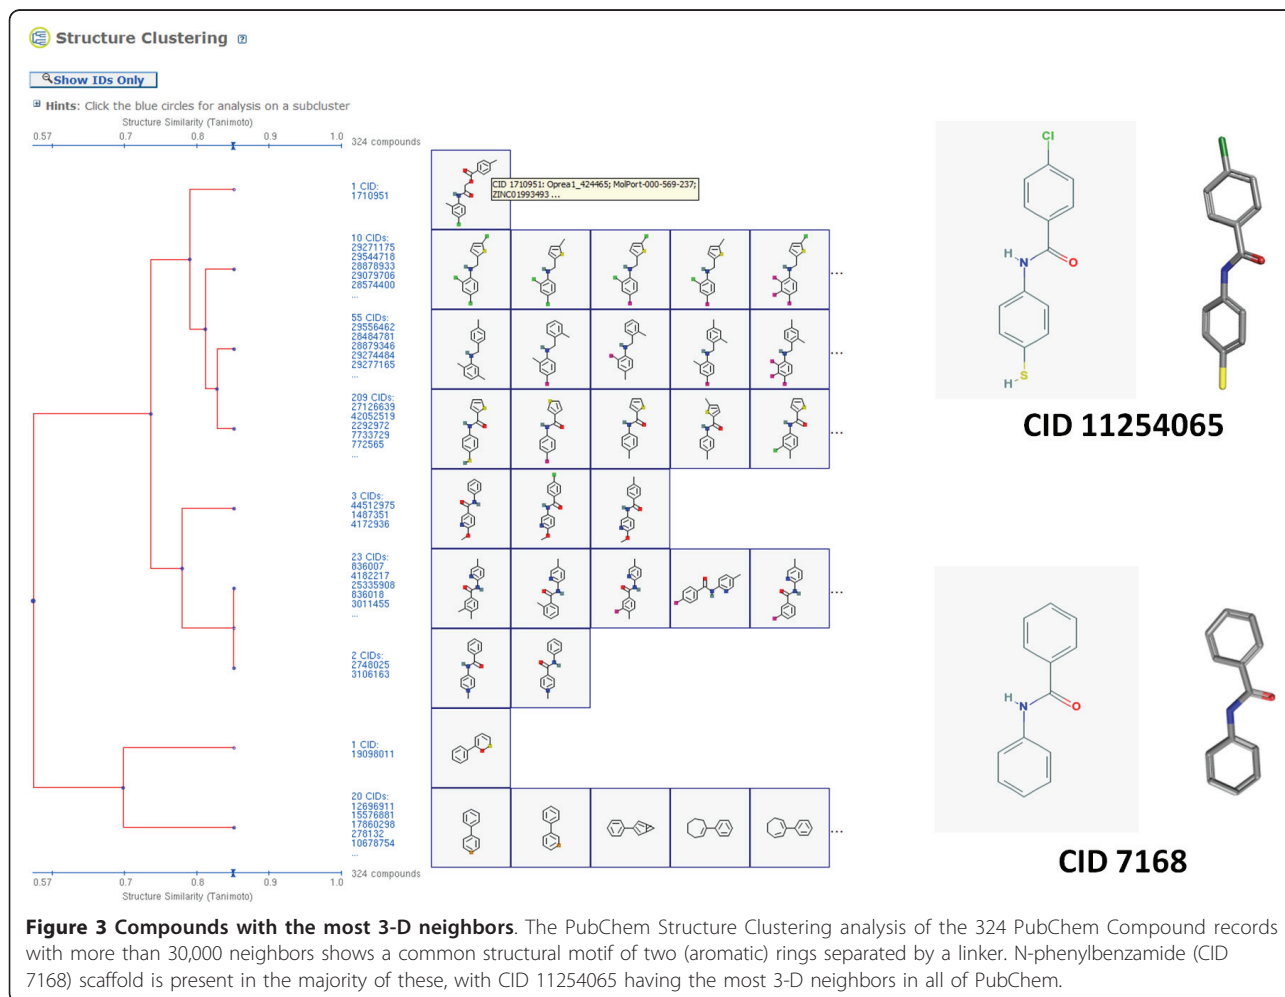 Structure Clustering ?
Show IDs Only
Hints: Click the blue circles for analysis on a subcluster
Structure Similarity (Tanimoto)
0.57 0.7 0.8 0.9 1.0 324 compounds
1 CID:
1710951
CID 1710951: Oprea1_424465; MolPort-000-569-237;
ZINC01993493 ...
10 CIDs:
29271175
29544718
28878933
29079706
28574400
...
...
55 CIDs:
29556462
28484781
28879346
29274484
29277165
...
...
209 CIDs:
27126639
42052519
2292972
7733729
772565
...
...
3 CIDs:
44512975
1487351
4172936
23 CIDs:
836007
4182217
25335908
836018
3011455
...
...
2 CIDs:
2748025
3106163
1 CID:
19098011
20 CIDs:
12696911
15576881
17860298
278132
10678754
...
...
324 compounds
0.57 0.7 0.8 0.9 1.0
Structure Similarity (Tanimoto)
Cl
H N O
S
H
CID 11254065
H N O
CID 7168
Figure 3 Compounds with the most 3-D neighbors. The PubChem Structure Clustering analysis of the 324 PubChem Compound records
with more than 30,000 neighbors shows a common structural motif of two (aromatic) rings separated by a linker. N-phenylbenzamide (CID
7168) scaffold is present in the majority of these, with CID 11254065 having the most 3-D neighbors in all of PubChem.